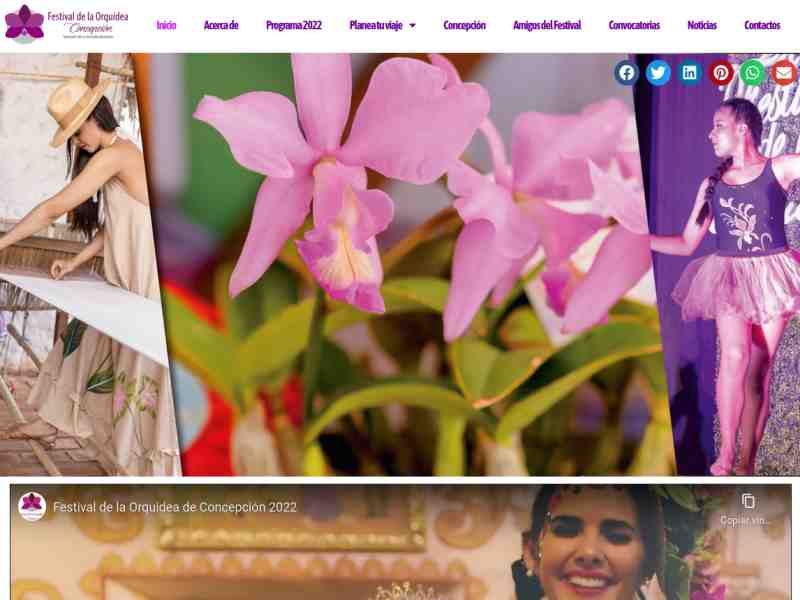 Festival de la Orquídea
Concepción
Inicio
Acerca de
Programa 2022
Planea tu viaje
Concepción
Amigos del Festival
Convocatorias
Noticias
Contactos
Festival de la Orquídea de Concepción 2022
Copiar vín...